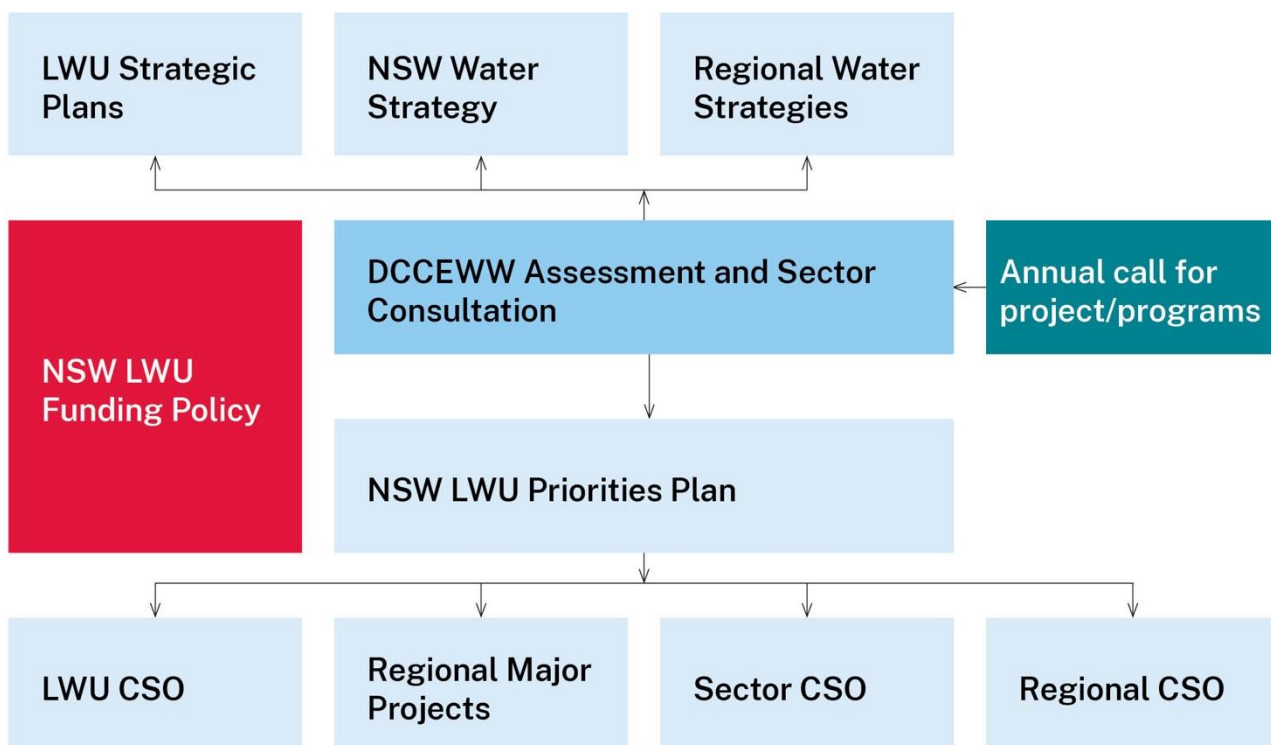 LWU Strategic
Plans
NSW Water
Strategy
Regional Water
Strategies
NSW LWU
Funding Policy
DCCEWW Assessment and Sector
Consultation
Annual call for
project/programs
NSW LWU Priorities Plan
LWU CSO
Regional Major
Projects
Sector CSO
Regional CSO